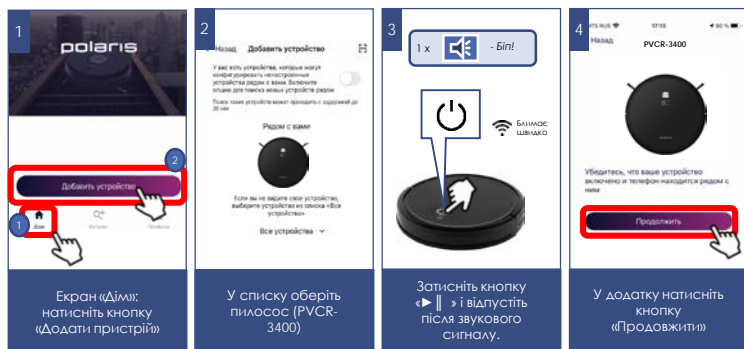 1
polaris
2
Добавить устройство
1
Дом
Каталог
Профиль
Екран «Дім»:
натисніть кнопку
«Додати пристрій»
2
Назад Добавить устройство
У вас есть устройства, которые могут
конфигурировать ненастроенные
устройства рядом с вами. Включите
опцию для поиска новых устройств рядом
Поиск таких устройств может проходить с задержкой до
Рядом с вами
Если вы не видите свое устройство,
выберите устройство из списка «Все
устройства»
Все устройства
У списку оберіть
пилосос (PVCR-
3400)
3
1 x - Біп!
Блимає
швидко
Затисніть кнопку
«►‖ » і відпустіть
після звукового
сигналу.
4
17:13
Назад
PVCR-3400
Убедитесь, что ваше устройство
включено и телефон находится рядом с
ним
Продолжить
У додатку натисніть
кнопку
«Продовжити»